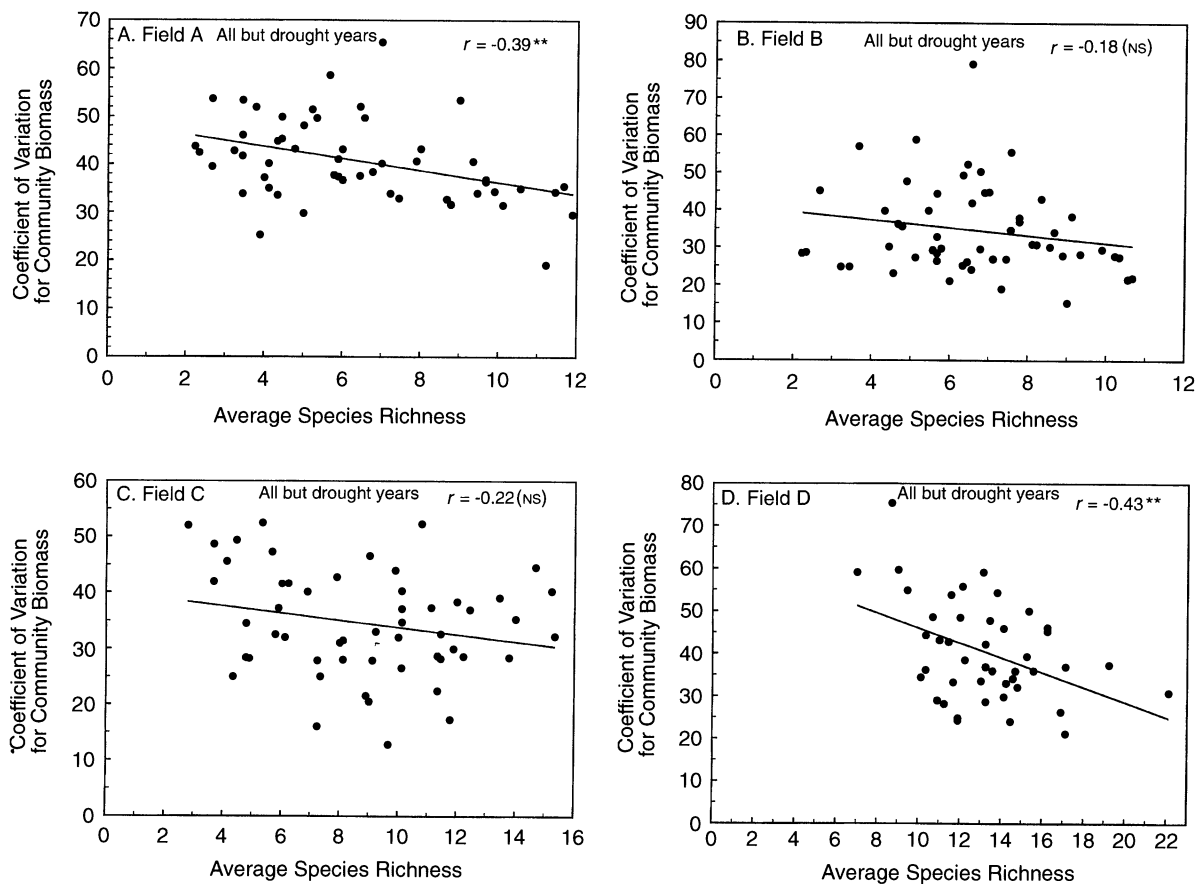 A. Field A
All but drought years
r = -0.39**
70
60
50
40
30
20
10
0
Coefficient of Variation
for Community Biomass
0 2 4 6 8 10 12
Average Species Richness
B. Field B
All but drought years
r = -0.18 (NS)
90
80
70
60
50
40
30
20
10
0
Coefficient of Variation
for Community Biomass
0 2 4 6 8 10 12
Average Species Richness
C. Field C
All but drought years
r = -0.22 (NS)
60
50
40
30
20
10
0
Coefficient of Variation
for Community Biomass
0 2 4 6 8 10 12 14 16
Average Species Richness
D. Field D
All but drought years
r = -0.43**
80
70
60
50
40
30
20
10
0
Coefficient of Variation
for Community Biomass
0 2 4 6 8 10 12 14 16 18 20 22
Average Species Richness